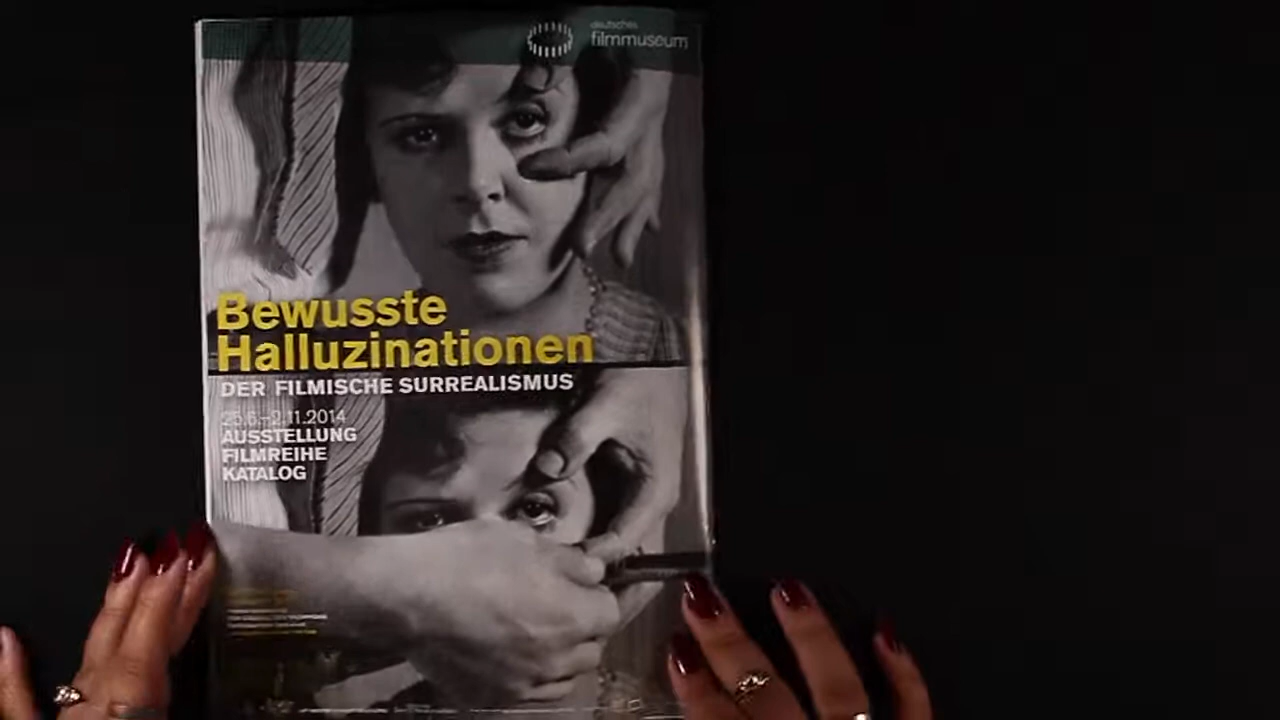 deutsches
filmmuseum
Bewusste
Halluzinationen
DER FILMISCHE SURREALISMUS
25.6.–2.11.2014
AUSSTELLUNG
FILMREIHE
KATALOG